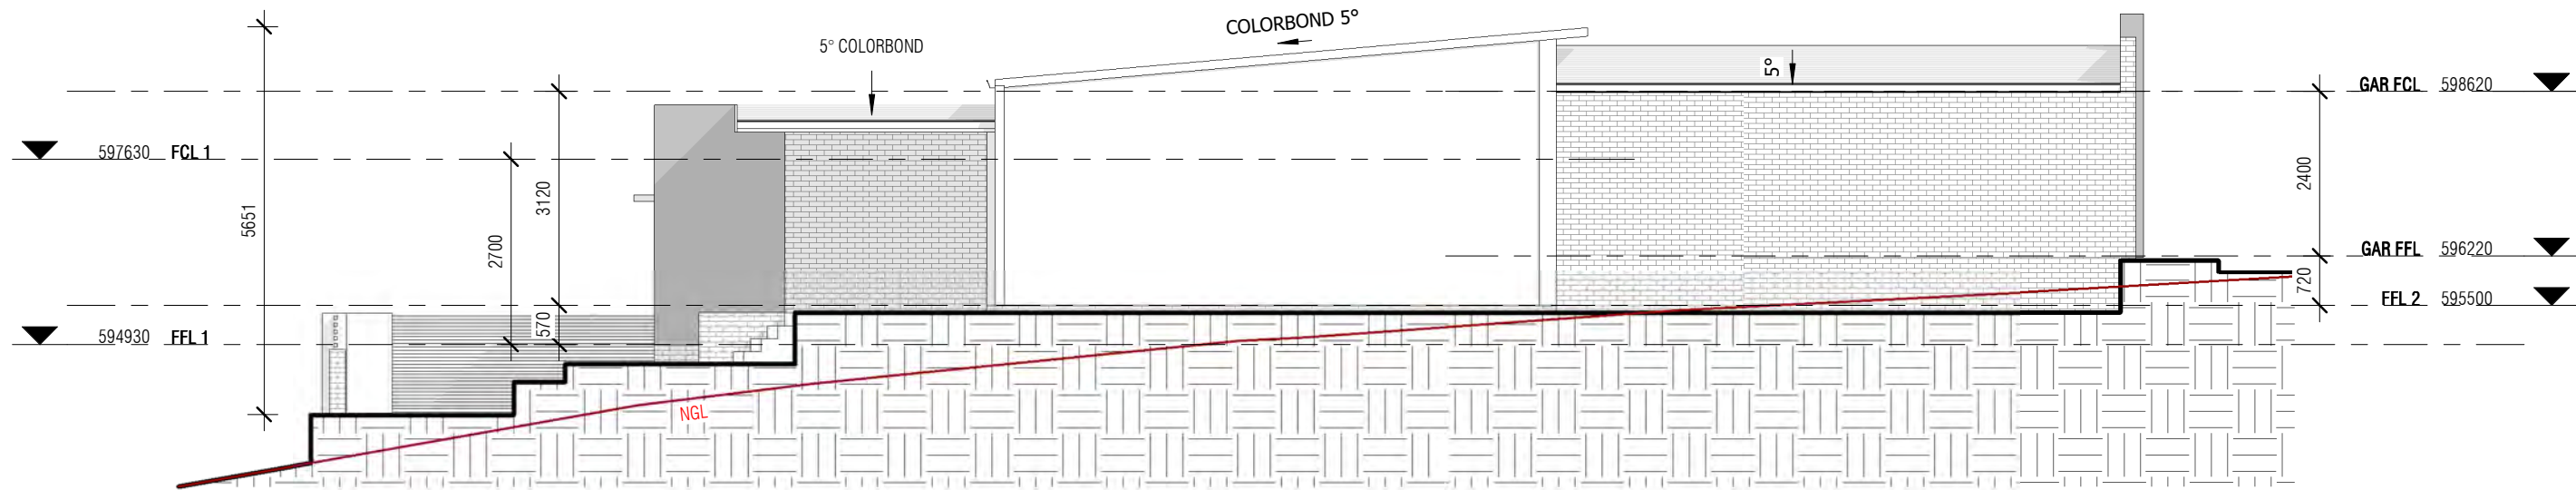 COLORBOND 5°
5° COLORBOND
5°
GAR FCL 598620
597630 FCL 1
3120
2400
5651
2700
GAR FFL 596220
720
FFL 2 595500
570
594930 FFL 1
NGL